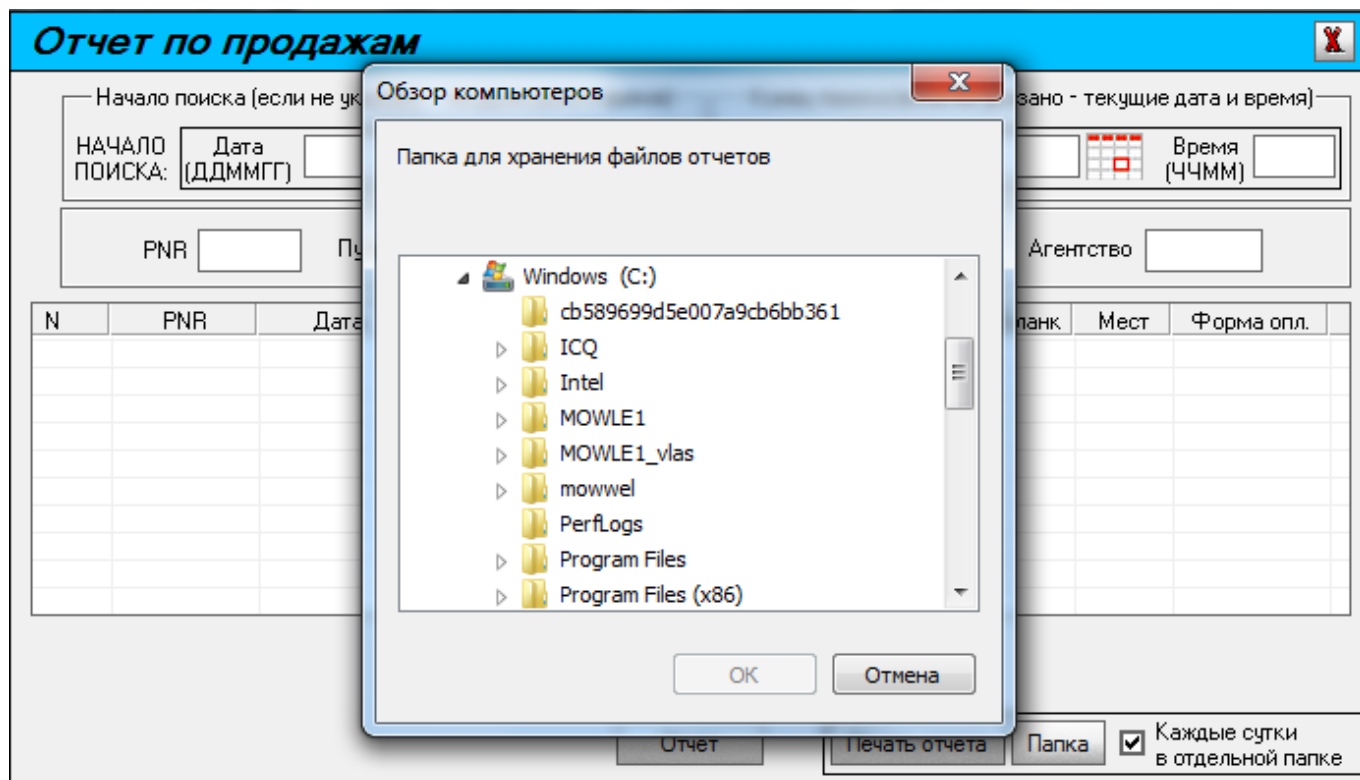 Отчет по продажам
Обзор компьютеров
Начало поиска (если не ук
зано - текущие дата и время)
НАЧАЛО
ПОИСКА:
Дата
(ДДММГГ)
Время
(ЧЧММ)
Папка для хранения файлов отчетов
PNR
Агентство
Windows (C:)
cb589699d5e007a9cb6bb361
N PNR Дата
ланк Мест Форма опл.
ICQ
Intel
MOWLE1
MOWLE1_vlas
mowwel
PerfLogs
Program Files
Program Files (x86)
OK Отмена
Отчет Печать отчета Папка
Каждые сутки
в отдельной папке